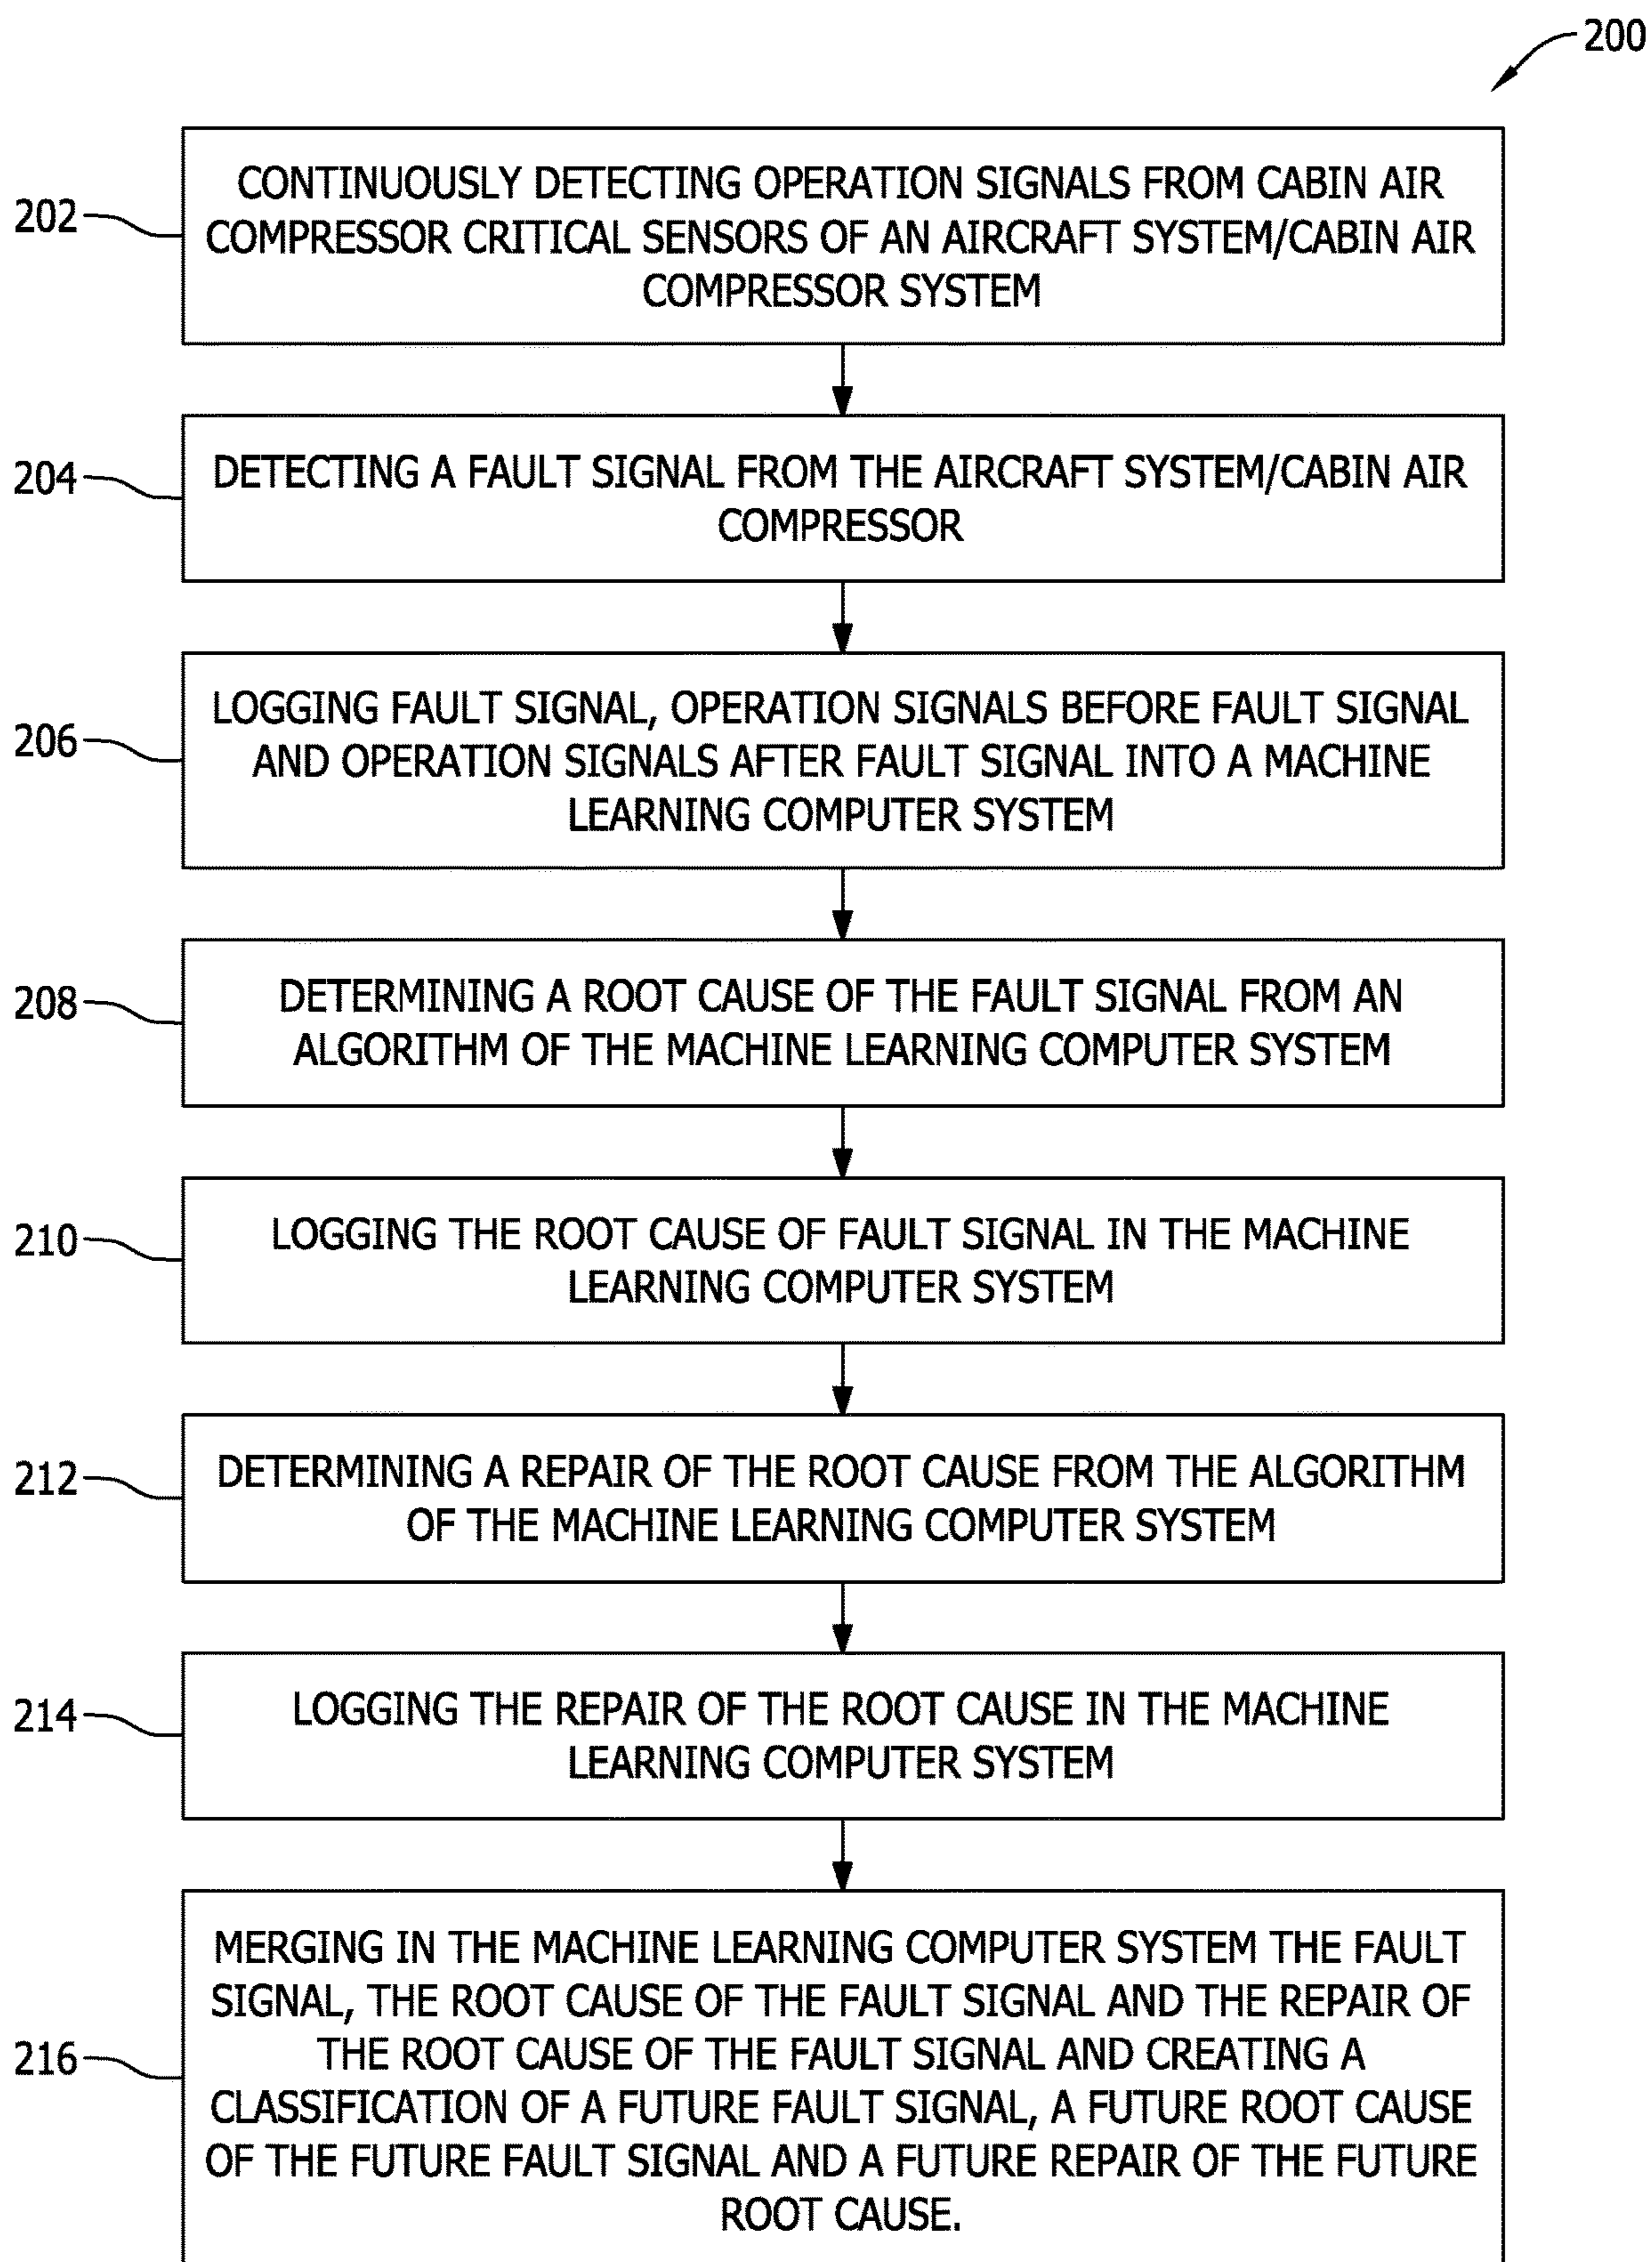 200
202
CONTINUOUSLY DETECTING OPERATION SIGNALS FROM CABIN AIR
COMPRESSOR CRITICAL SENSORS OF AN AIRCRAFT SYSTEM/CABIN AIR
COMPRESSOR SYSTEM
204
DETECTING A FAULT SIGNAL FROM THE AIRCRAFT SYSTEM/CABIN AIR
COMPRESSOR
206
LOGGING FAULT SIGNAL, OPERATION SIGNALS BEFORE FAULT SIGNAL
AND OPERATION SIGNALS AFTER FAULT SIGNAL INTO A MACHINE
LEARNING COMPUTER SYSTEM
208
DETERMINING A ROOT CAUSE OF THE FAULT SIGNAL FROM AN
ALGORITHM OF THE MACHINE LEARNING COMPUTER SYSTEM
210
LOGGING THE ROOT CAUSE OF FAULT SIGNAL IN THE MACHINE
LEARNING COMPUTER SYSTEM
212
DETERMINING A REPAIR OF THE ROOT CAUSE FROM THE ALGORITHM
OF THE MACHINE LEARNING COMPUTER SYSTEM
214
LOGGING THE REPAIR OF THE ROOT CAUSE IN THE MACHINE
LEARNING COMPUTER SYSTEM
216
MERGING IN THE MACHINE LEARNING COMPUTER SYSTEM THE FAULT
SIGNAL, THE ROOT CAUSE OF THE FAULT SIGNAL AND THE REPAIR OF
THE ROOT CAUSE OF THE FAULT SIGNAL AND CREATING A
CLASSIFICATION OF A FUTURE FAULT SIGNAL, A FUTURE ROOT CAUSE
OF THE FUTURE FAULT SIGNAL AND A FUTURE REPAIR OF THE FUTURE
ROOT CAUSE.